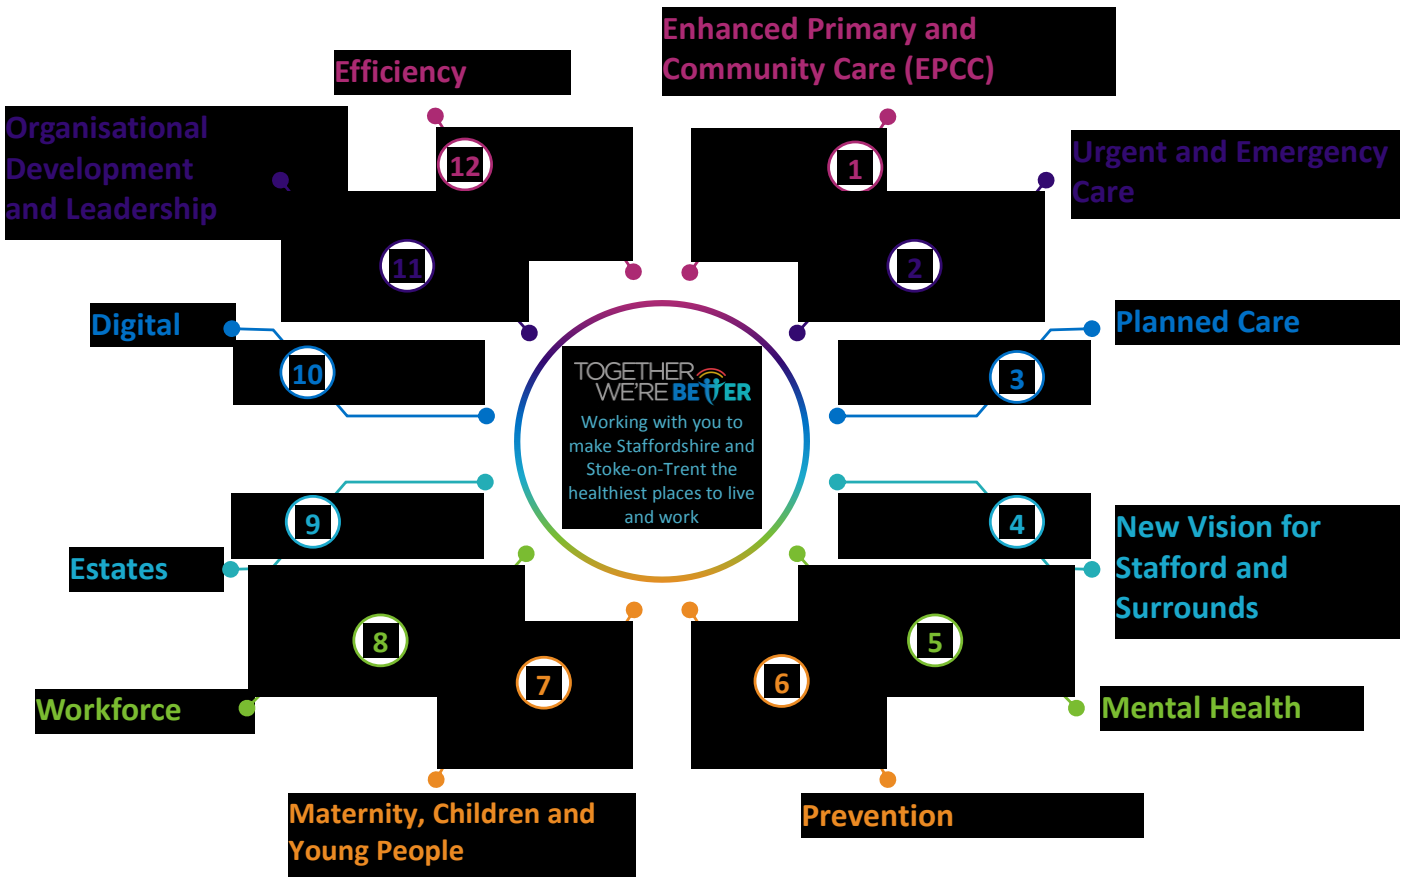 Enhanced Primary and
Community Care (EPCC)
1
Urgent and Emergency
Care
2
Planned Care
3
New Vision for
Stafford and
Surrounds
4
Mental Health
5
Prevention
6
Maternity, Children and
Young People
7
Workforce
8
Estates
9
Digital
10
Organisational
Development
and Leadership
11
Efficiency
12
TOGETHER
WE'RE BETTER
Working with you to
make Staffordshire and
Stoke-on-Trent the
healthiest places to live
and work